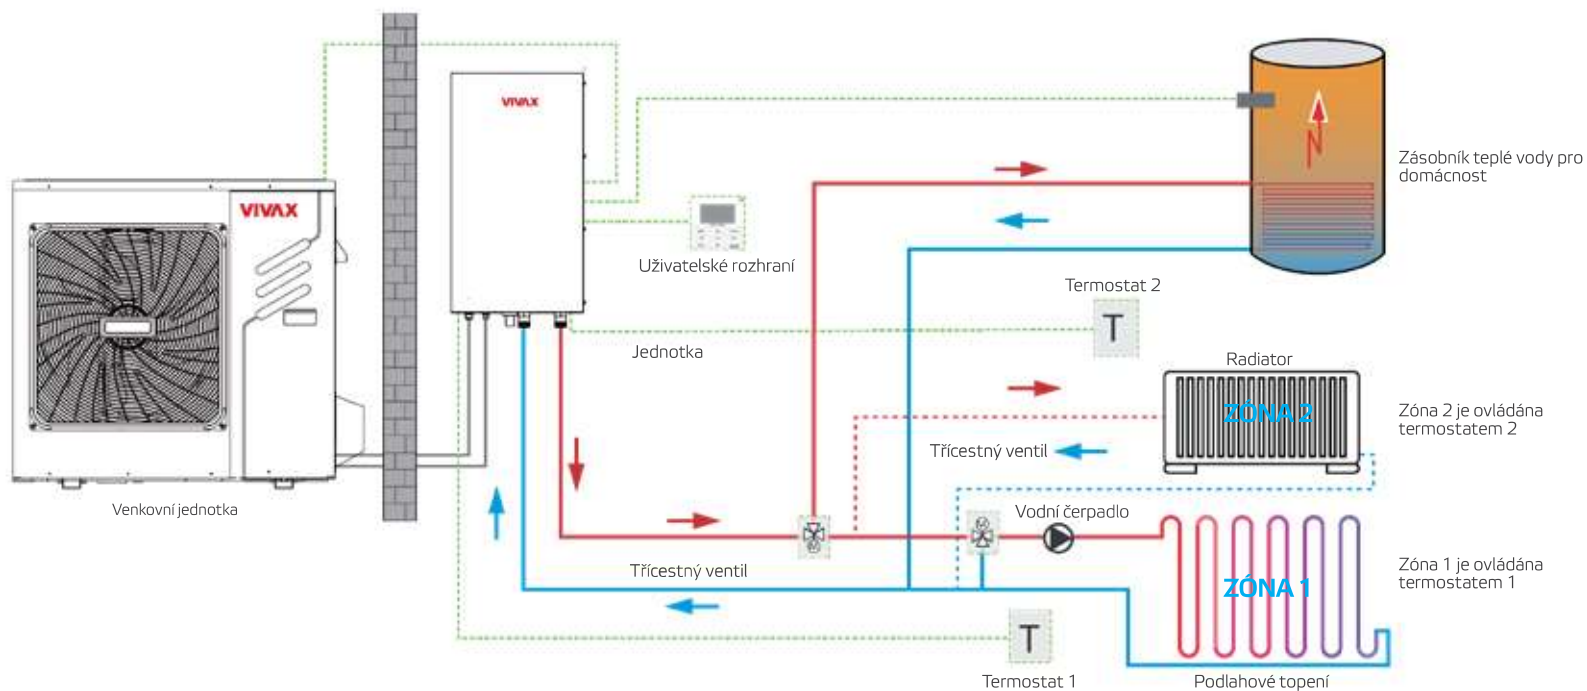 VIVAX
VIVAX
Zásobník teplé vody pro
domácnost
Uživatelské rozhraní
Termostat 2
T
Jednotka
Radiator
ZÓNA 2
Zóna 2 je ovládána
termostatem 2
Třícestný ventil
Venkovní jednotka
Vodní čerpadlo
M
M
Třícestný ventil
ZÓNA 1
Zóna 1 je ovládána
termostatem 1
T
Termostat 1
Podlahové topení